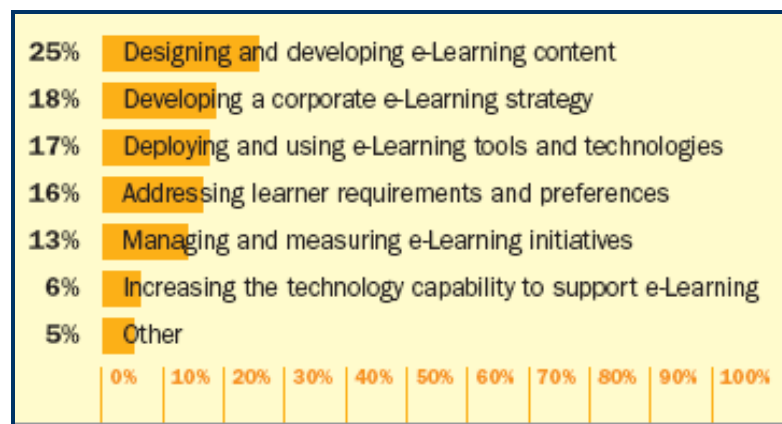 25% Designing and developing e-Learning content
18% Developing a corporate e-Learning strategy
17% Deploying and using e-Learning tools and technologies
16% Addressing learner requirements and preferences
13% Managing and measuring e-Learning initiatives
6% Increasing the technology capability to support e-Learning
5% Other
0% 10% 20% 30% 40% 50% 60% 70% 80% 90% 100%